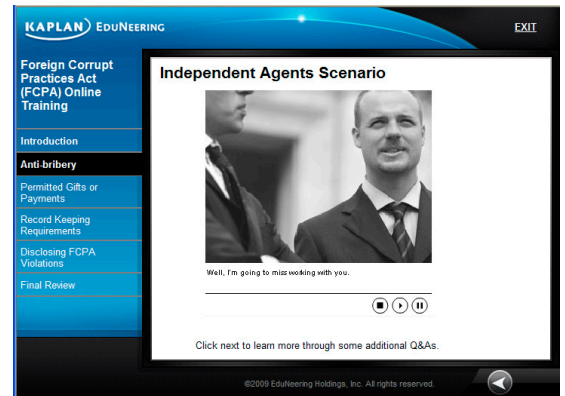 KAPLAN EDUNEERING
EXIT
Foreign Corrupt
Practices Act
(FCPA) Online
Training
Introduction
Anti-bribery
Permitted Gifts or
Payments
Record Keeping
Requirements
Disclosing FCPA
Violations
Final Review
Independent Agents Scenario
Well, I'm going to miss working with you.
Click next to learn more through some additional Q&As.
©2009 EduNeering Holdings, Inc. All rights reserved.